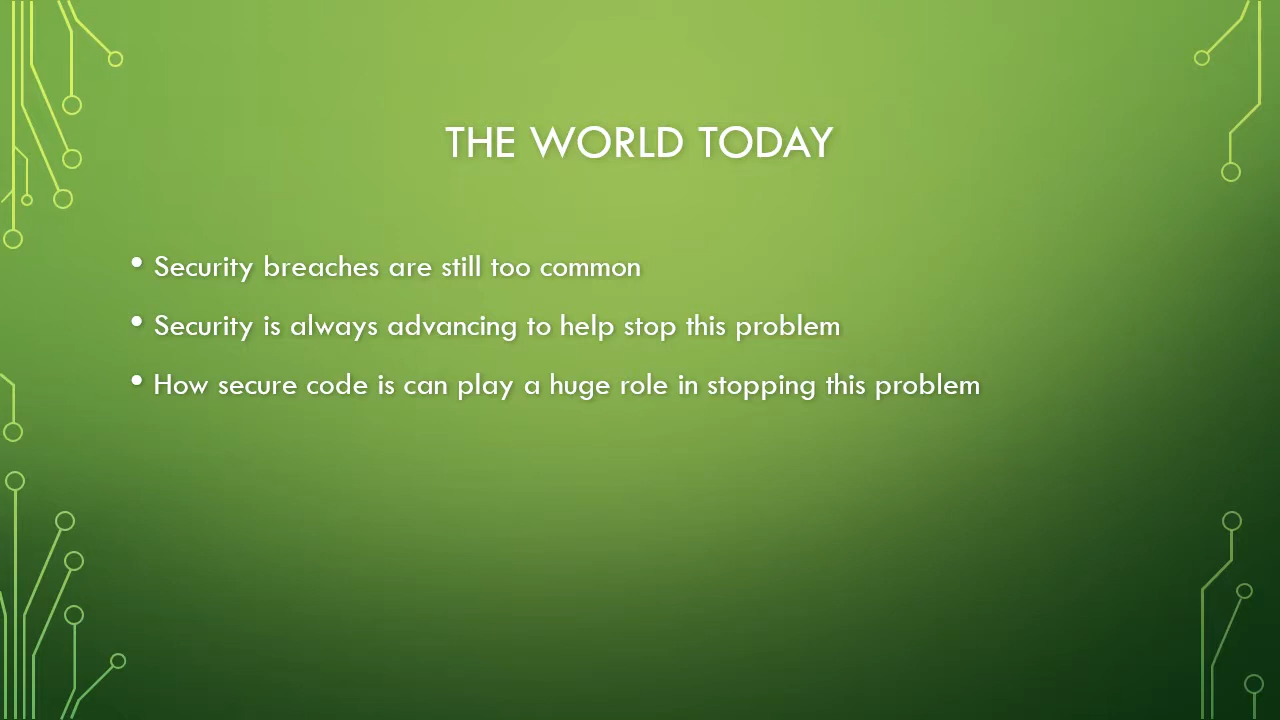 THE WORLD TODAY
• Security breaches are still too common
• Security is always advancing to help stop this problem
• How secure code is can play a huge role in stopping this problem